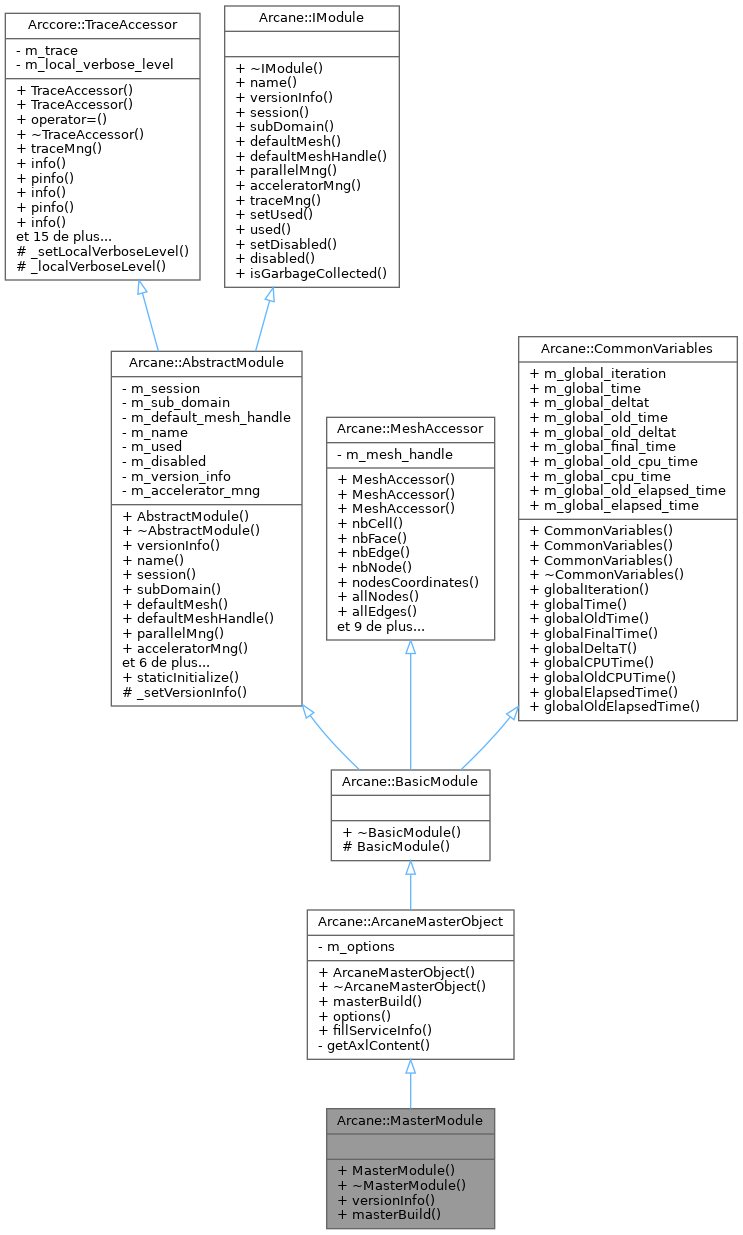 Arccore::TraceAccessor
- m_trace
- m_local_verbose_level
+ TraceAccessor()
+ TraceAccessor()
+ operator=()
+ ~TraceAccessor()
+ traceMng()
+ info()
+ pinfo()
+ info()
+ pinfo()
+ info()
et 15 de plus...
# _setLocalVerboseLevel()
# _localVerboseLevel()
Arcane::IModule
+ ~IModule()
+ name()
+ versionInfo()
+ session()
+ subDomain()
+ defaultMesh()
+ defaultMeshHandle()
+ parallelMng()
+ acceleratorMng()
+ traceMng()
+ setUsed()
+ used()
+ setDisabled()
+ disabled()
+ isGarbageCollected()
Arcane::AbstractModule
- m_session
- m_sub_domain
- m_default_mesh_handle
- m_name
- m_used
- m_disabled
- m_version_info
- m_accelerator_mng
+ AbstractModule()
+ ~AbstractModule()
+ versionInfo()
+ name()
+ session()
+ subDomain()
+ defaultMesh()
+ defaultMeshHandle()
+ parallelMng()
+ acceleratorMng()
et 6 de plus...
+ staticInitialize()
# _setVersionInfo()
Arcane::MeshAccessor
- m_mesh_handle
+ MeshAccessor()
+ MeshAccessor()
+ MeshAccessor()
+ nbCell()
+ nbFace()
+ nbEdge()
+ nbNode()
+ nodesCoordinates()
+ allNodes()
+ allEdges()
et 9 de plus...
Arcane::CommonVariables
+ m_global_iteration
+ m_global_time
+ m_global_deltat
+ m_global_old_time
+ m_global_old_deltat
+ m_global_final_time
+ m_global_old_cpu_time
+ m_global_cpu_time
+ m_global_old_elapsed_time
+ m_global_elapsed_time
+ CommonVariables()
+ CommonVariables()
+ CommonVariables()
+ ~CommonVariables()
+ globalIteration()
+ globalTime()
+ globalOldTime()
+ globalFinalTime()
+ globalDeltaT()
+ globalCPUTime()
+ globalOldCPUTime()
+ globalElapsedTime()
+ globalOldElapsedTime()
Arcane::BasicModule
+ ~BasicModule()
# BasicModule()
Arcane::ArcaneMasterObject
- m_options
+ ArcaneMasterObject()
+ ~ArcaneMasterObject()
+ masterBuild()
+ options()
+ fillServiceInfo()
- getAxlContent()
Arcane::MasterModule
+ MasterModule()
+ ~MasterModule()
+ versionInfo()
+ masterBuild()